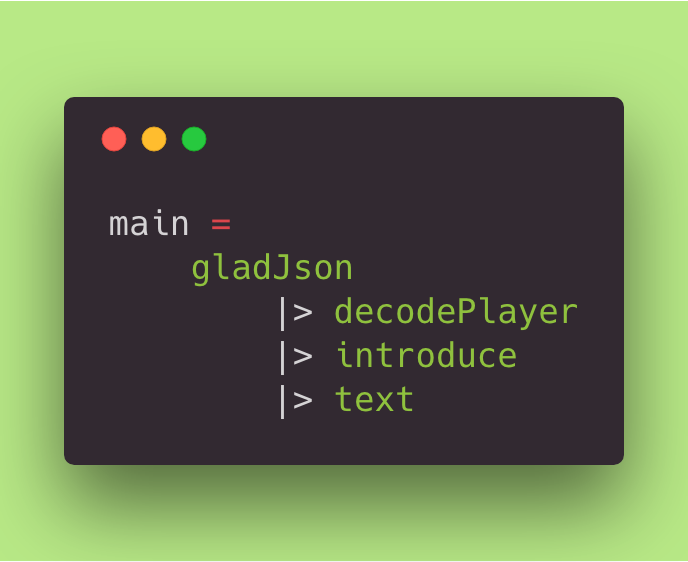 main =
    gladJson
        |> decodePlayer
        |> introduce
        |> text